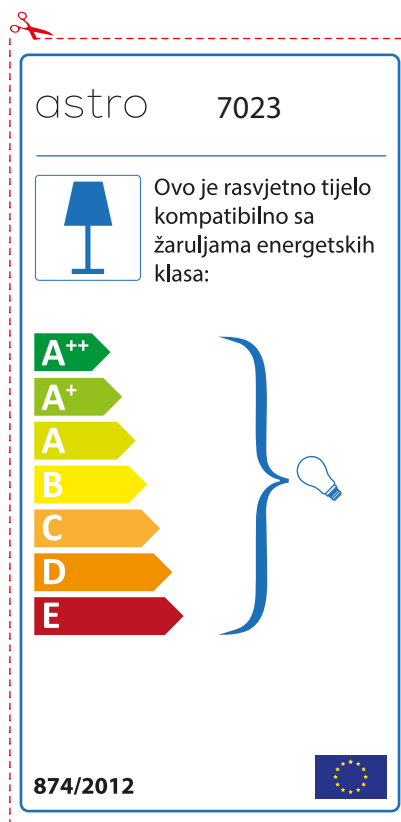 astro 7023
Ovo je rasvjetno tijelo
kompatibilno sa
žaruljama energetskih
klasa:
A++
A+
A
B
C
D
E
874/2012